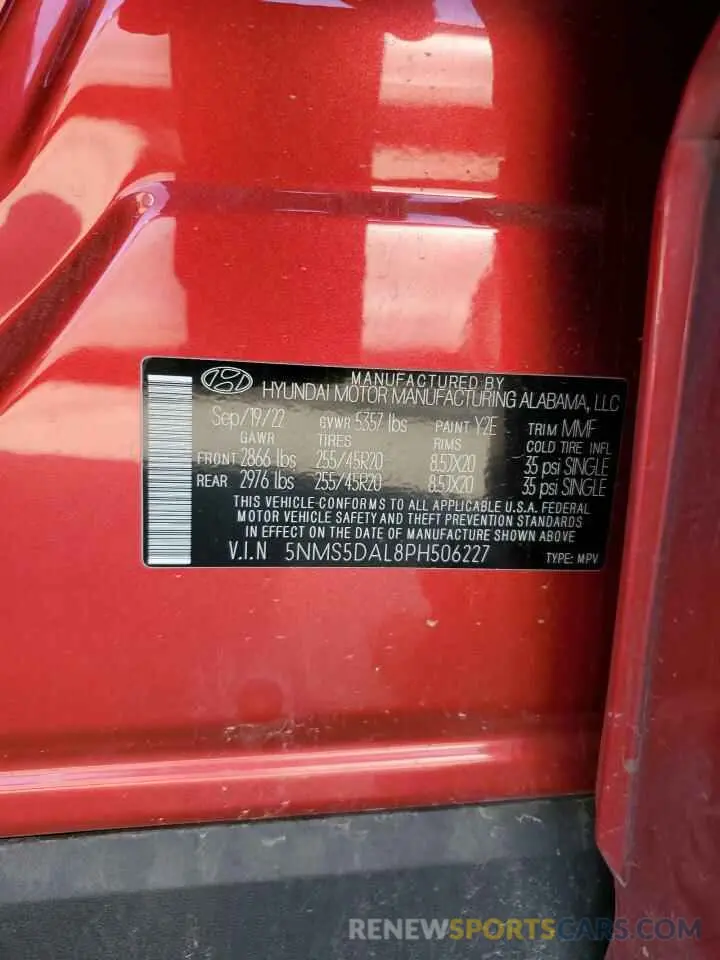 MANUFACTURED BY
HYUNDAI MOTOR MANUFACTURING ALABAMA, LLC
Sep/19/22 GVWR 5357 lbs PAINT Y2E TRIM MMF
GAWR TIRES RIMS COLD TIRE INFL
FRONT 2866 lbs 255/45R20 8.5JX20 35 psi SINGLE
REAR 2976 lbs 255/45R20 8.5JX20 35 psi SINGLE
THIS VEHICLE CONFORMS TO ALL APPLICABLE U.S.A. FEDERAL
MOTOR VEHICLE SAFETY AND THEFT PREVENTION STANDARDS
IN EFFECT ON THE DATE OF MANUFACTURE SHOWN ABOVE
V.I.N 5NMS5DAL8PH506227 TYPE: MPV
RENEWSPORTSCARS.COM